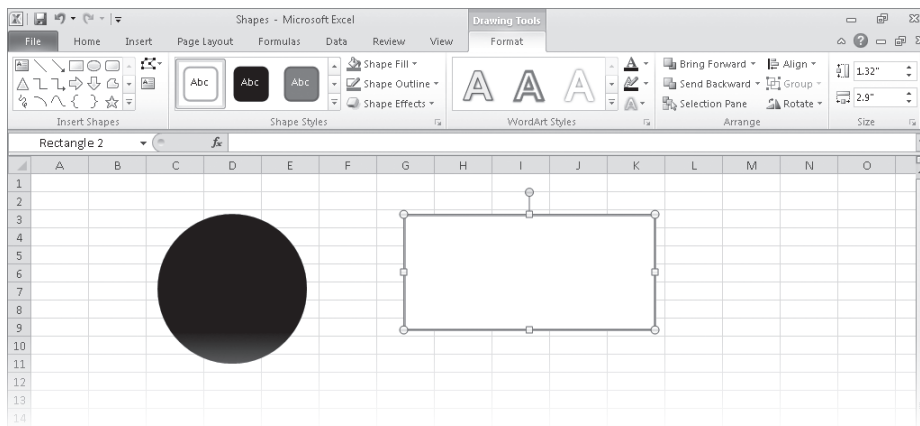 Shapes - Microsoft Excel
Drawing Tools
File Home Insert Page Layout Formulas Data Review View Format
Abc Abc Abc
Shape Fill
Shape Outline
Shape Effects
A A A A
Bring Forward Align
Send Backward Group
Selection Pane Rotate
1.32"
2.9"
Insert Shapes Shape Styles WordArt Styles Arrange Size
Rectangle 2 fx
A B C D E F G H I J K L M N O
1
2
3
4
5
6
7
8
9
10
11
12
13
14